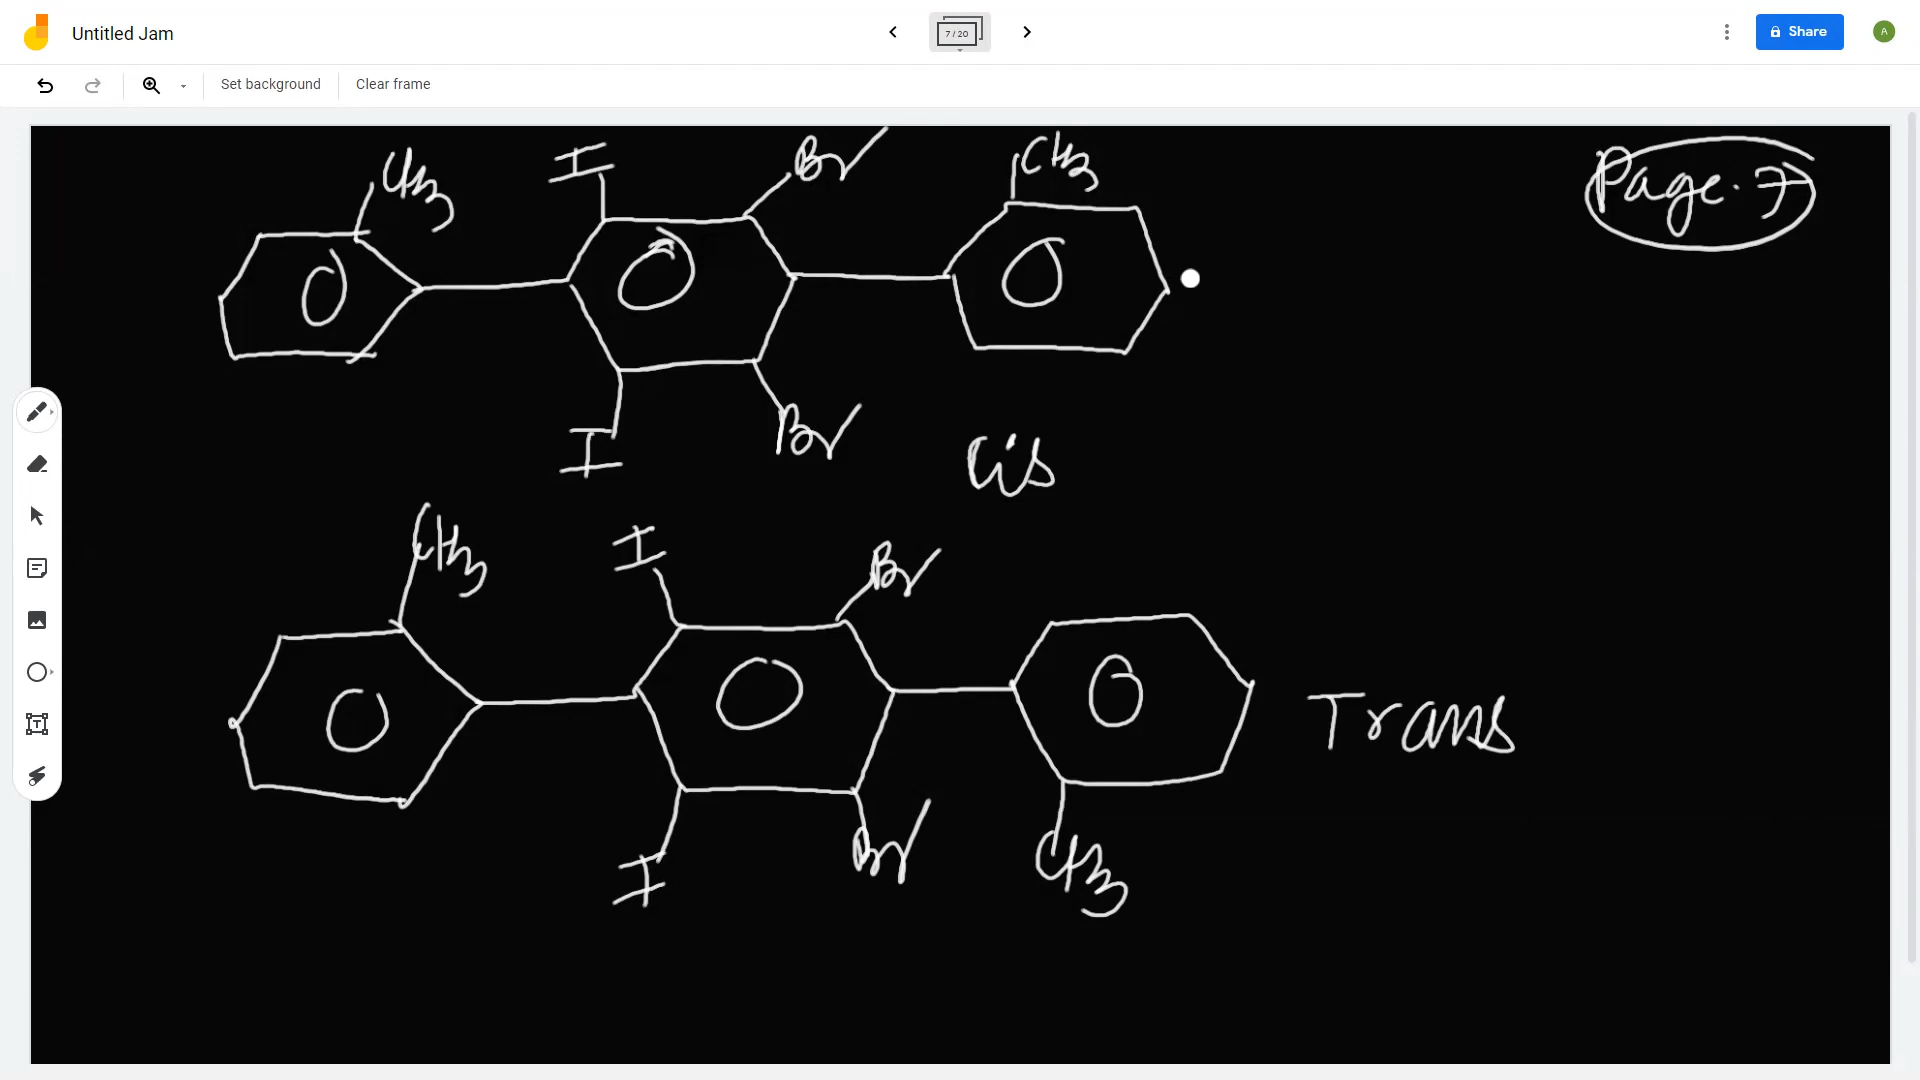 Untitled Jam
7 / 20
Share
A
Set background
Clear frame
Page. 7
CH3 I Br CH3
I Br
Cis
CH3 I Br
Trans
I Br CH3